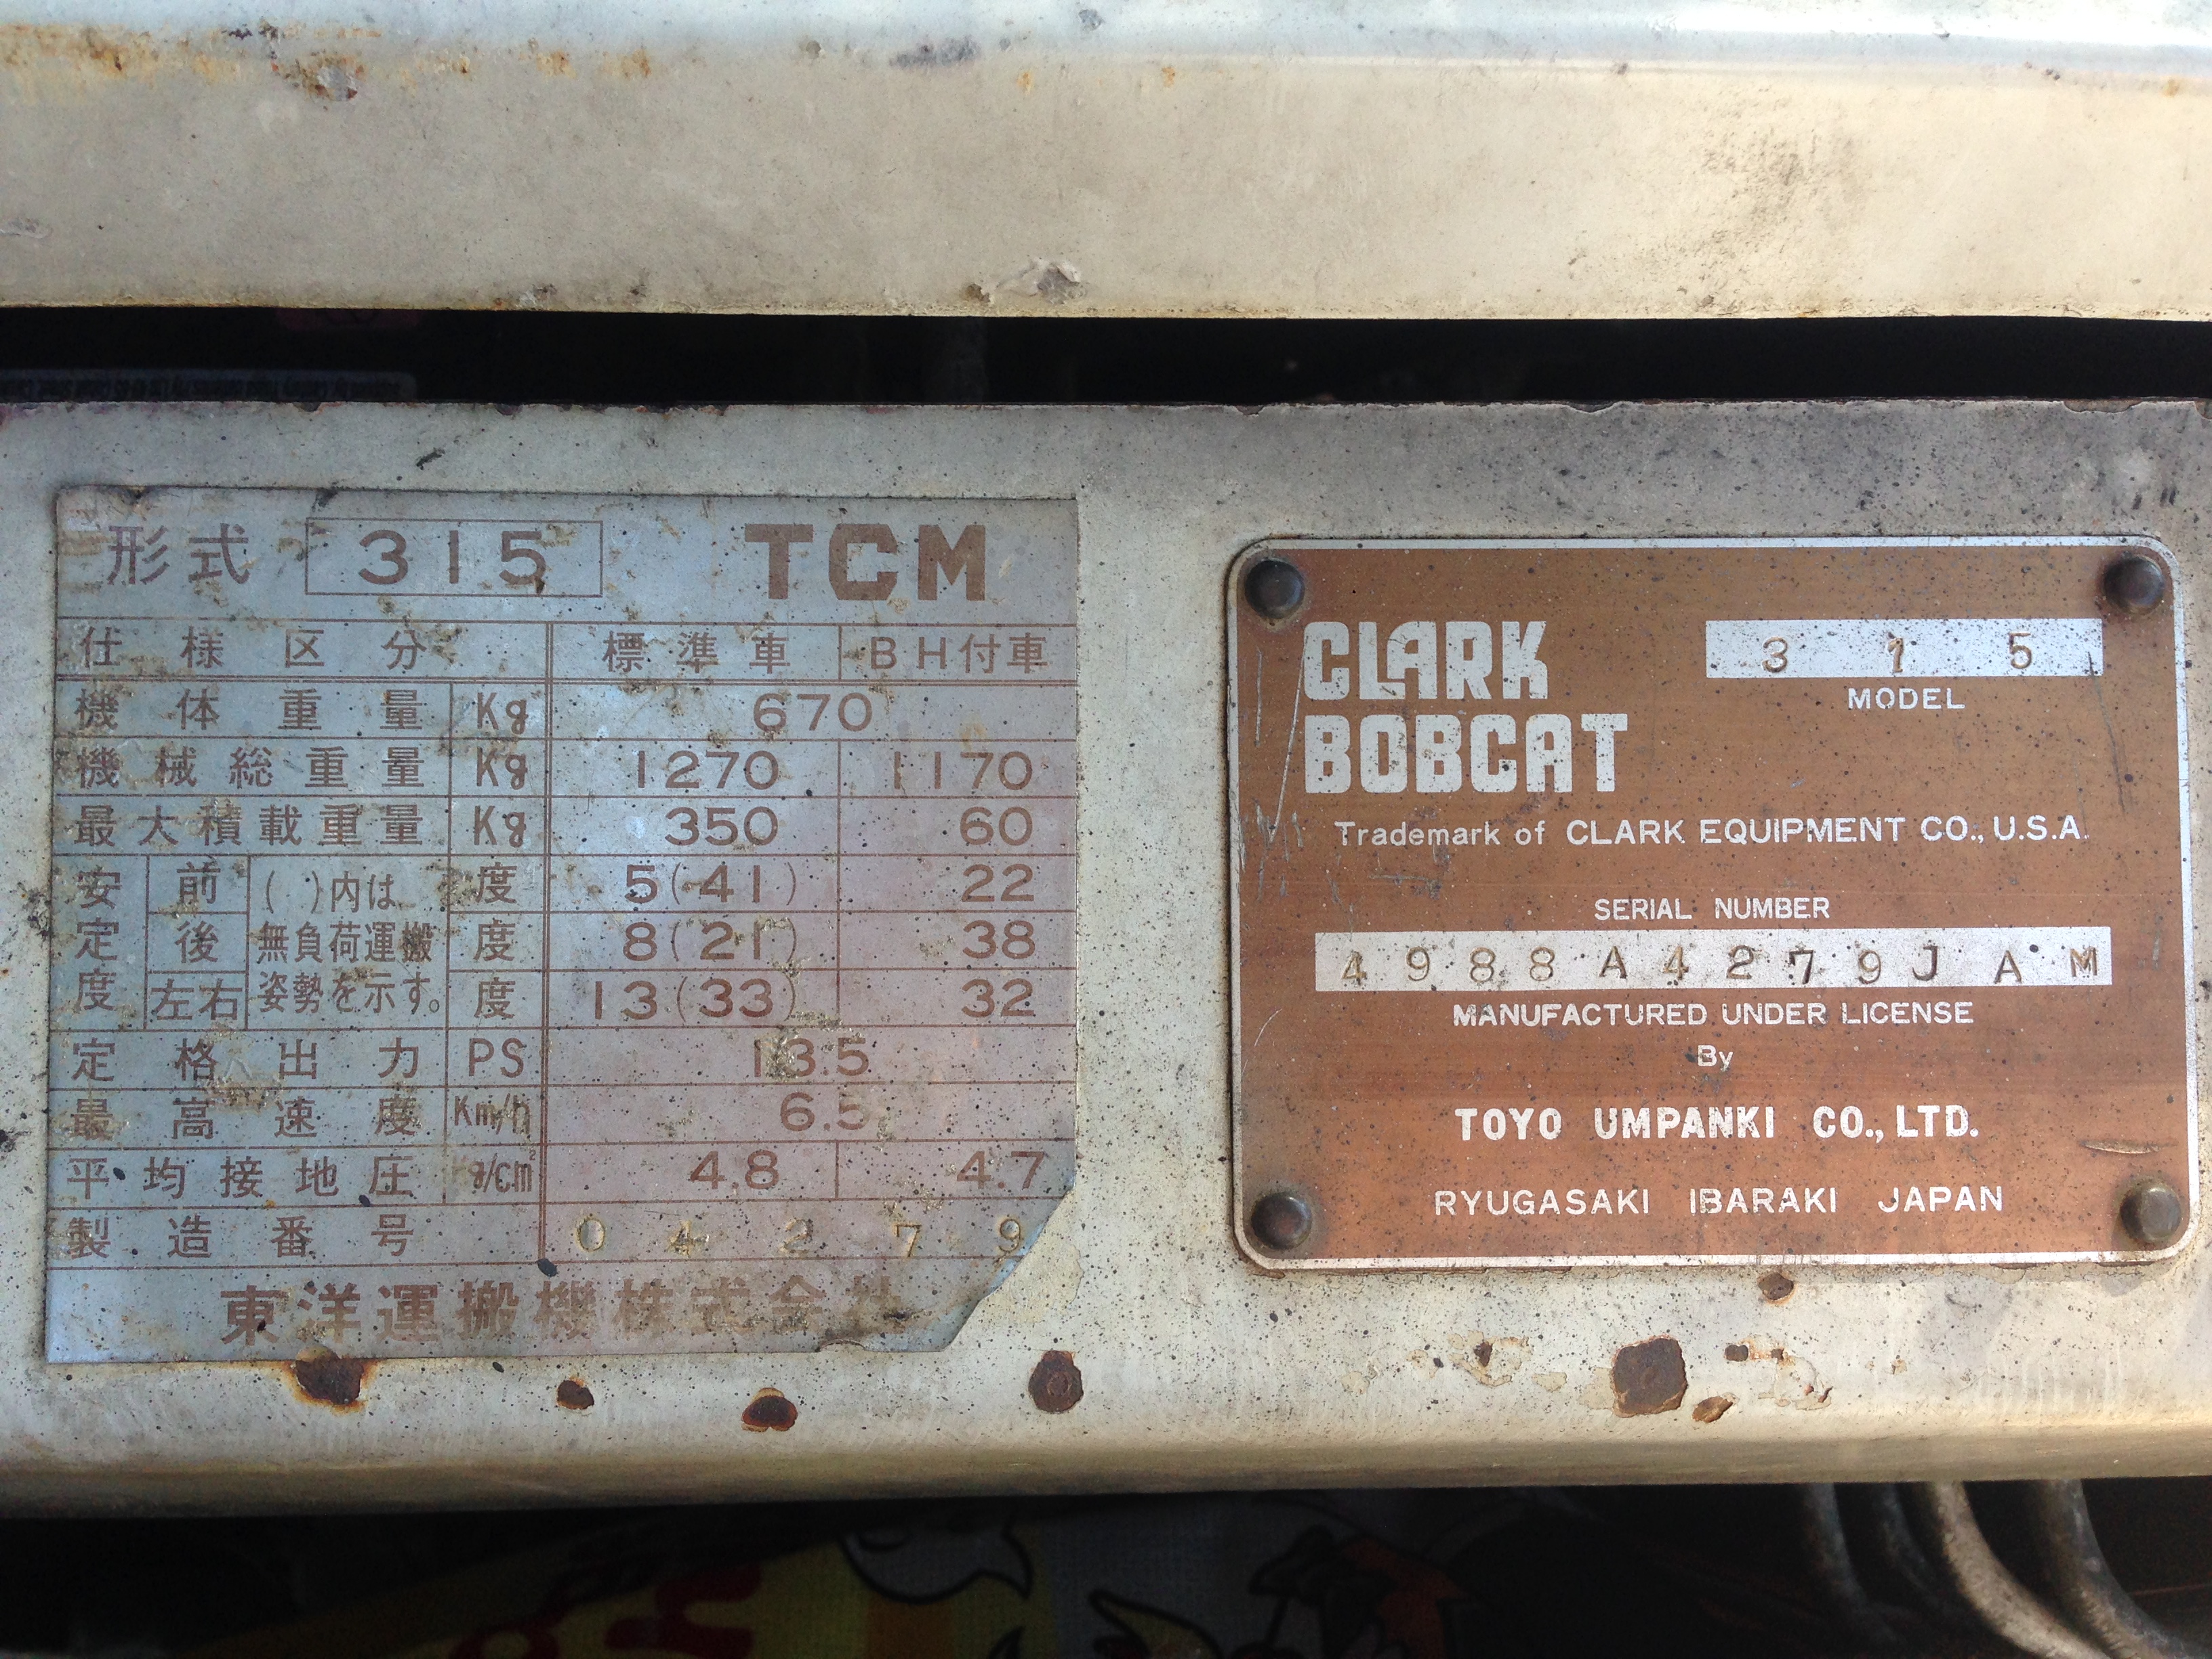 形式 315 TCM
仕様区分 標準車 BH付車
機体重量 Kg 670
機械総重量 Kg 1270 1170
最大積載重量 Kg 350 60
安定度 前 ( )内は無負荷運搬姿勢を示す。 度 5(41) 22
後 度 8(21) 38
左右 度 13(33) 32
定格出力 PS 13.5
最高速度 Km/h 6.5
平均接地圧 Kg/cm² 4.8 4.7
製造番号 04279
東洋運搬機株式会社
CLARK
BOBCAT
315
MODEL
Trademark of CLARK EQUIPMENT CO., U.S.A.
SERIAL NUMBER
4988A4279JAM
MANUFACTURED UNDER LICENSE
By
TOYO UMPANKI CO., LTD.
RYUGASAKI IBARAKI JAPAN